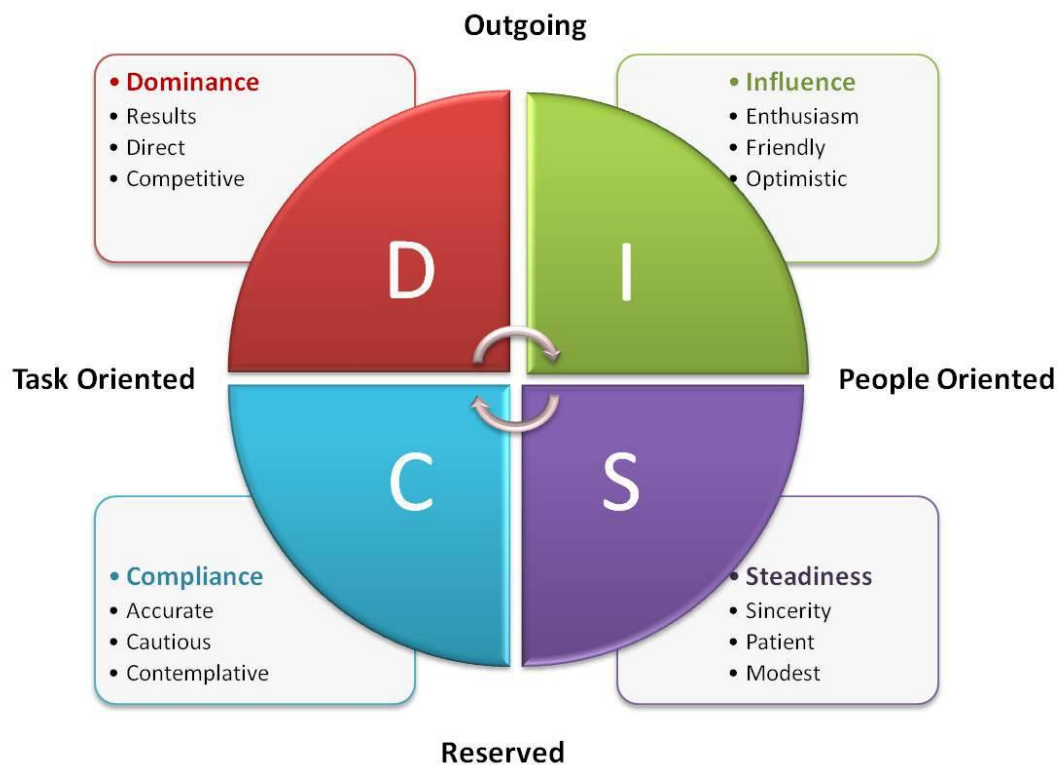 Outgoing
• Dominance
• Results
• Direct
• Competitive
• Influence
• Enthusiasm
• Friendly
• Optimistic
D
I
Task Oriented
People Oriented
C
S
• Compliance
• Accurate
• Cautious
• Contemplative
• Steadiness
• Sincerity
• Patient
• Modest
Reserved